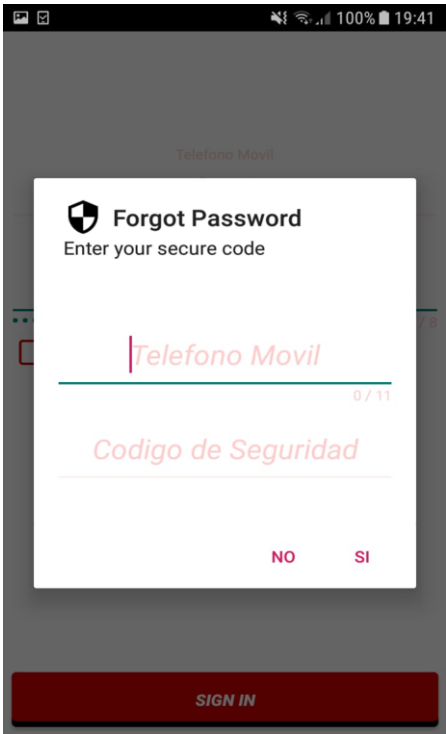 100% 19:41
Telefono Movil
Forgot Password
Enter your secure code
/ 8
Telefono Movil
0 / 11
Codigo de Seguridad
NO SI
SIGN IN